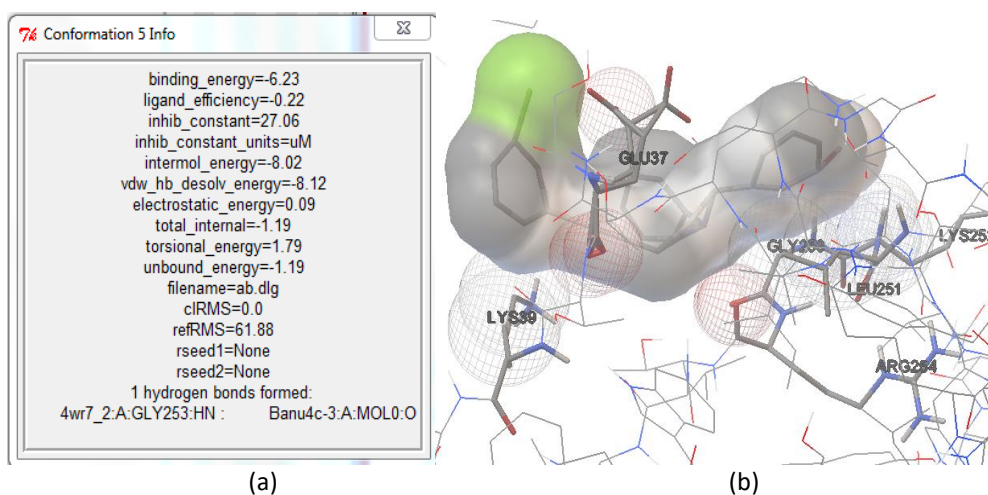 Conformation 5 Info
binding_energy=-6.23
ligand_efficiency=-0.22
inhib_constant=27.06
inhib_constant_units=uM
intermol_energy=-8.02
vdw_hb_desolv_energy=-8.12
electrostatic_energy=0.09
total_internal=-1.19
torsional_energy=1.79
unbound_energy=-1.19
filename=ab.dlg
clRMS=0.0
refRMS=61.88
rseed1=None
rseed2=None
1 hydrogen bonds formed:
4wr7_2:A:GLY253:HN : Banu4c-3:A:MOL0:O
(a)
GLU37
GLY253
LEU251
LYS39
ARG254
(b)